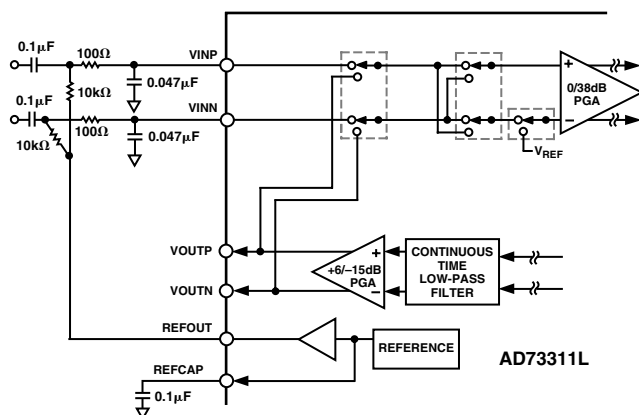 0.1µF
100Ω
VINP
0.047µF
10kΩ
0.1µF
100Ω
VINN
0.047µF
10kΩ
+
0/38dB
PGA
−
VREF
VOUTP
+
+6/−15dB
PGA
−
CONTINUOUS
TIME
LOW-PASS
FILTER
VOUTN
REFOUT
REFERENCE
AD73311L
REFCAP
0.1µF